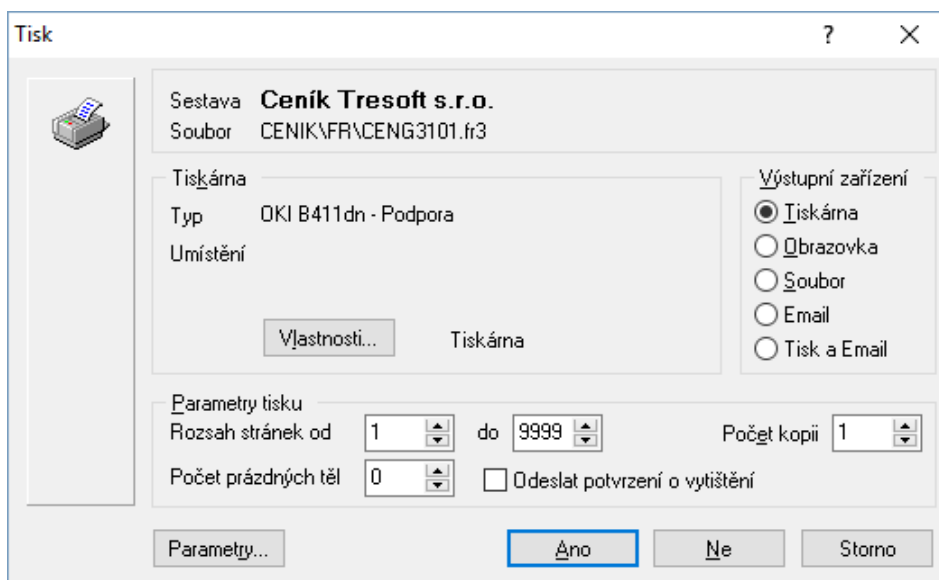 Tisk
?
Sestava Ceník Tresoft s.r.o.
Soubor CENIK\FR\CENG3101.fr3
Tiskárna
Typ OKI B411dn - Podpora
Umístění
Vlastnosti... Tiskárna
Výstupní zařízení
Tiskárna
Obrazovka
Soubor
Email
Tisk a Email
Parametry tisku
Rozsah stránek od 1 do 9999 Počet kopii 1
Počet prázdných těl 0 Odeslat potvrzení o vytištění
Parametry... Ano Ne Storno